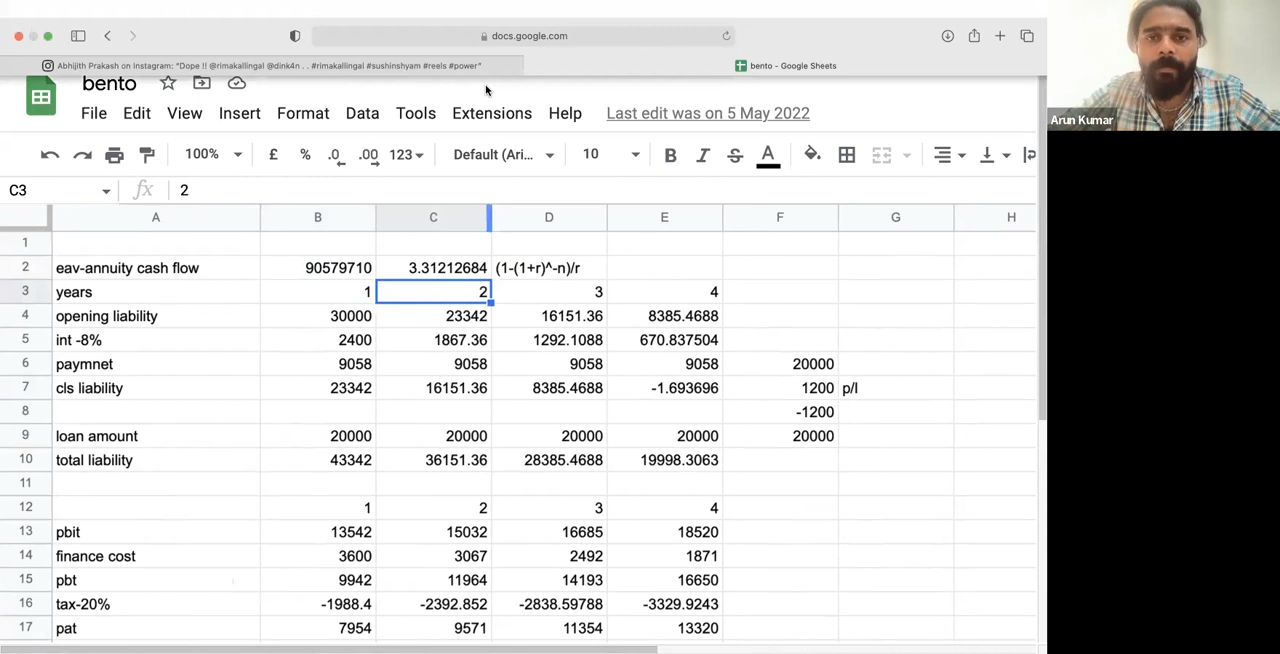 docs.google.com
Abhijith Prakash on Instagram: "Dope !! @rimakallingal @dink4n . . #rimakallingal #sushinshyam #reels #power"
bento - Google Sheets
Arun Kumar
bento
File Edit View Insert Format Data Tools Extensions Help Last edit was on 5 May 2022
100% £ % .0 .00 123 Default (Ari... 10 B I S A
C3 fx 2
A B C D E F G H
1
2 eav-annuity cash flow 90579710 3.31212684 (1-(1+r)^-n)/r
3 years 1 2 3 4
4 opening liability 30000 23342 16151.36 8385.4688
5 int -8% 2400 1867.36 1292.1088 670.837504
6 paymnet 9058 9058 9058 9058 20000
7 cls liability 23342 16151.36 8385.4688 -1.693696 1200 p/l
8 -1200
9 loan amount 20000 20000 20000 20000 20000
10 total liability 43342 36151.36 28385.4688 19998.3063
11
12 1 2 3 4
13 pbit 13542 15032 16685 18520
14 finance cost 3600 3067 2492 1871
15 pbt 9942 11964 14193 16650
16 tax-20% -1988.4 -2392.852 -2838.59788 -3329.9243
17 pat 7954 9571 11354 13320